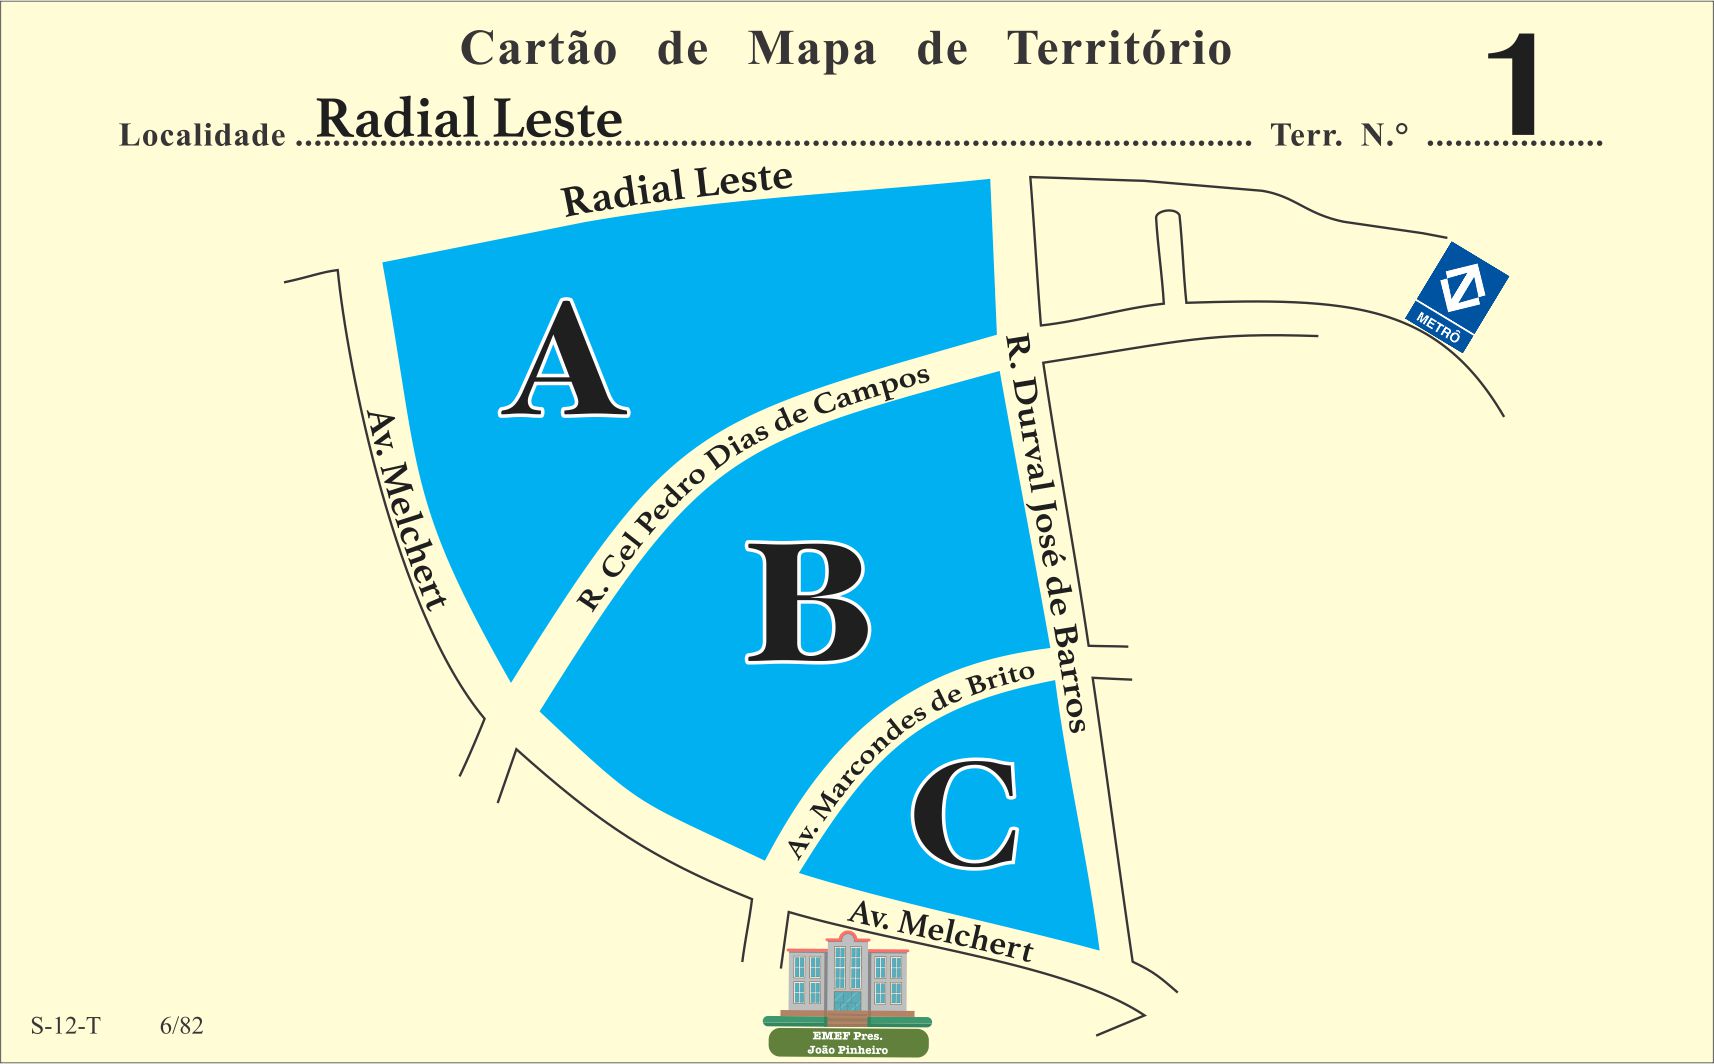 Cartão de Mapa de Território
Localidade Radial Leste Terr. N.° 1
Radial Leste
A
METRÔ
R. Cel Pedro Dias de Campos
R. Durval José de Barros
Av. Melchert
B
Av. Marcondes de Brito
C
Av. Melchert
EMEF Pres.
João Pinheiro
S-12-T 6/82